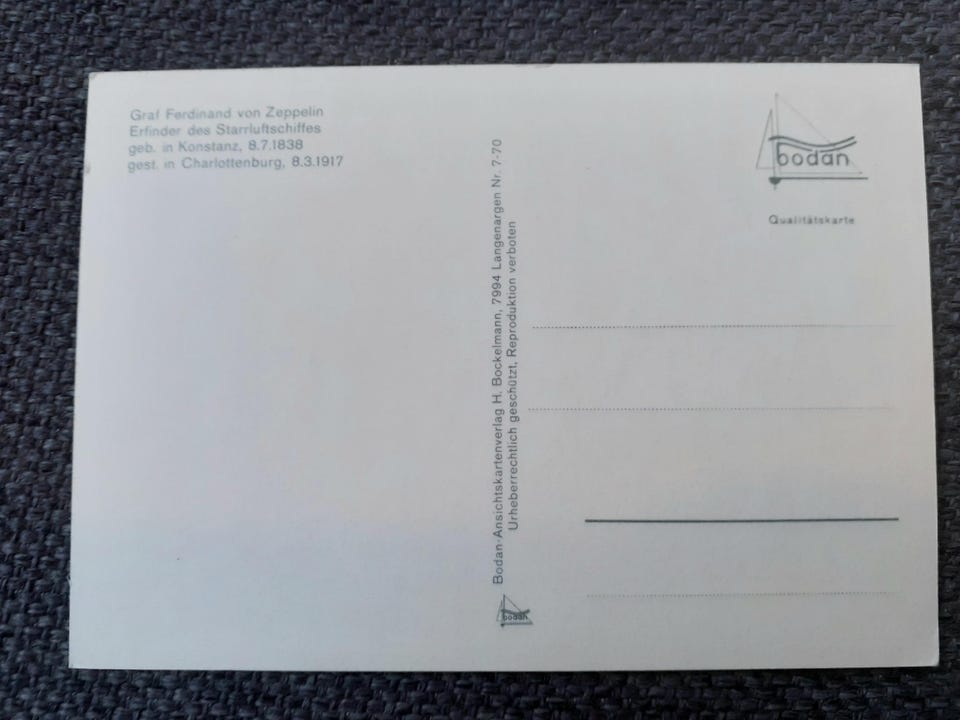 Graf Ferdinand von Zeppelin
Erfinder des Starrluftschiffes
geb. in Konstanz, 8.7.1838
gest. in Charlottenburg, 8.3.1917
Bodan-Ansichtskartenverlag H. Bockelmann, 7994 Langenargen Nr. 7-70
Urheberrechtlich geschützt, Reproduktion verboten
bodan
bodan
Qualitätskarte